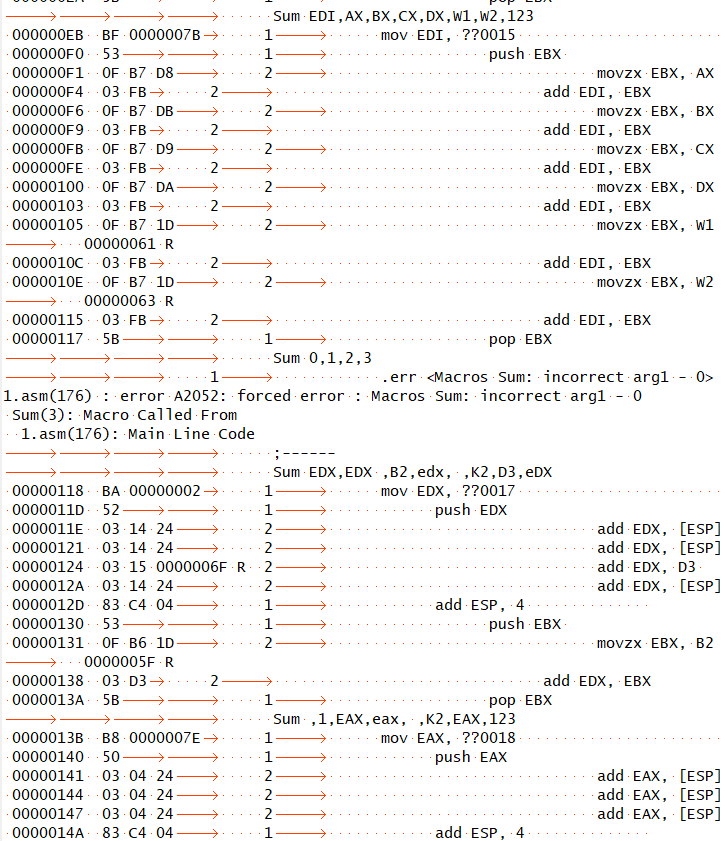 Sum EDI,AX,BX,CX,DX,W1,W2,123
000000EB BF 0000007B 1 mov EDI, ??0015
000000F0 53 1 push EBX
000000F1 0F B7 D8 2 movzx EBX, AX
000000F4 03 FB 2 add EDI, EBX
000000F6 0F B7 DB 2 movzx EBX, BX
000000F9 03 FB 2 add EDI, EBX
000000FB 0F B7 D9 2 movzx EBX, CX
000000FE 03 FB 2 add EDI, EBX
00000100 0F B7 DA 2 movzx EBX, DX
00000103 03 FB 2 add EDI, EBX
00000105 0F B7 1D 2 movzx EBX, W1
00000061 R
0000010C 03 FB 2 add EDI, EBX
0000010E 0F B7 1D 2 movzx EBX, W2
00000063 R
00000115 03 FB 2 add EDI, EBX
00000117 5B 1 pop EBX
Sum 0,1,2,3
1 .err <Macros Sum: incorrect arg1 - 0>
1.asm(176) : error A2052: forced error : Macros Sum: incorrect arg1 - 0
Sum(3): Macro Called From
1.asm(176): Main Line Code
;------
Sum EDX,EDX ,B2,edx, ,K2,D3,eDX
00000118 BA 00000002 1 mov EDX, ??0017
0000011D 52 1 push EDX
0000011E 03 14 24 2 add EDX, [ESP]
00000121 03 14 24 2 add EDX, [ESP]
00000124 03 15 0000006F R 2 add EDX, D3
0000012A 03 14 24 2 add EDX, [ESP]
0000012D 83 C4 04 1 add ESP, 4
00000130 53 1 push EBX
00000131 0F B6 1D 2 movzx EBX, B2
0000005F R
00000138 03 D3 2 add EDX, EBX
0000013A 5B 1 pop EBX
Sum ,1,EAX,eax, ,K2,EAX,123
0000013B B8 0000007E 1 mov EAX, ??0018
00000140 50 1 push EAX
00000141 03 04 24 2 add EAX, [ESP]
00000144 03 04 24 2 add EAX, [ESP]
00000147 03 04 24 2 add EAX, [ESP]
0000014A 83 C4 04 1 add ESP, 4